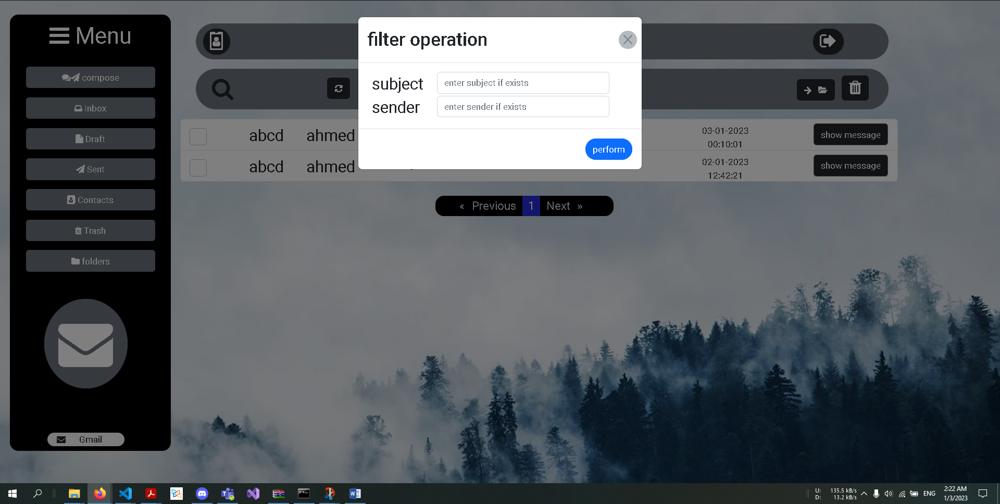 Menu
compose
Inbox
Draft
Sent
Contacts
Trash
folders
Gmail
filter operation
subject enter subject if exists
sender enter sender if exists
perform
abcd ahmed 03-01-2023
00:10:01 show message
abcd ahmed 02-01-2023
12:42:21 show message
« Previous 1 Next »
U: 135.5 kB/s
D: 13.2 kB/s
ENG
2:22 AM
1/3/2023